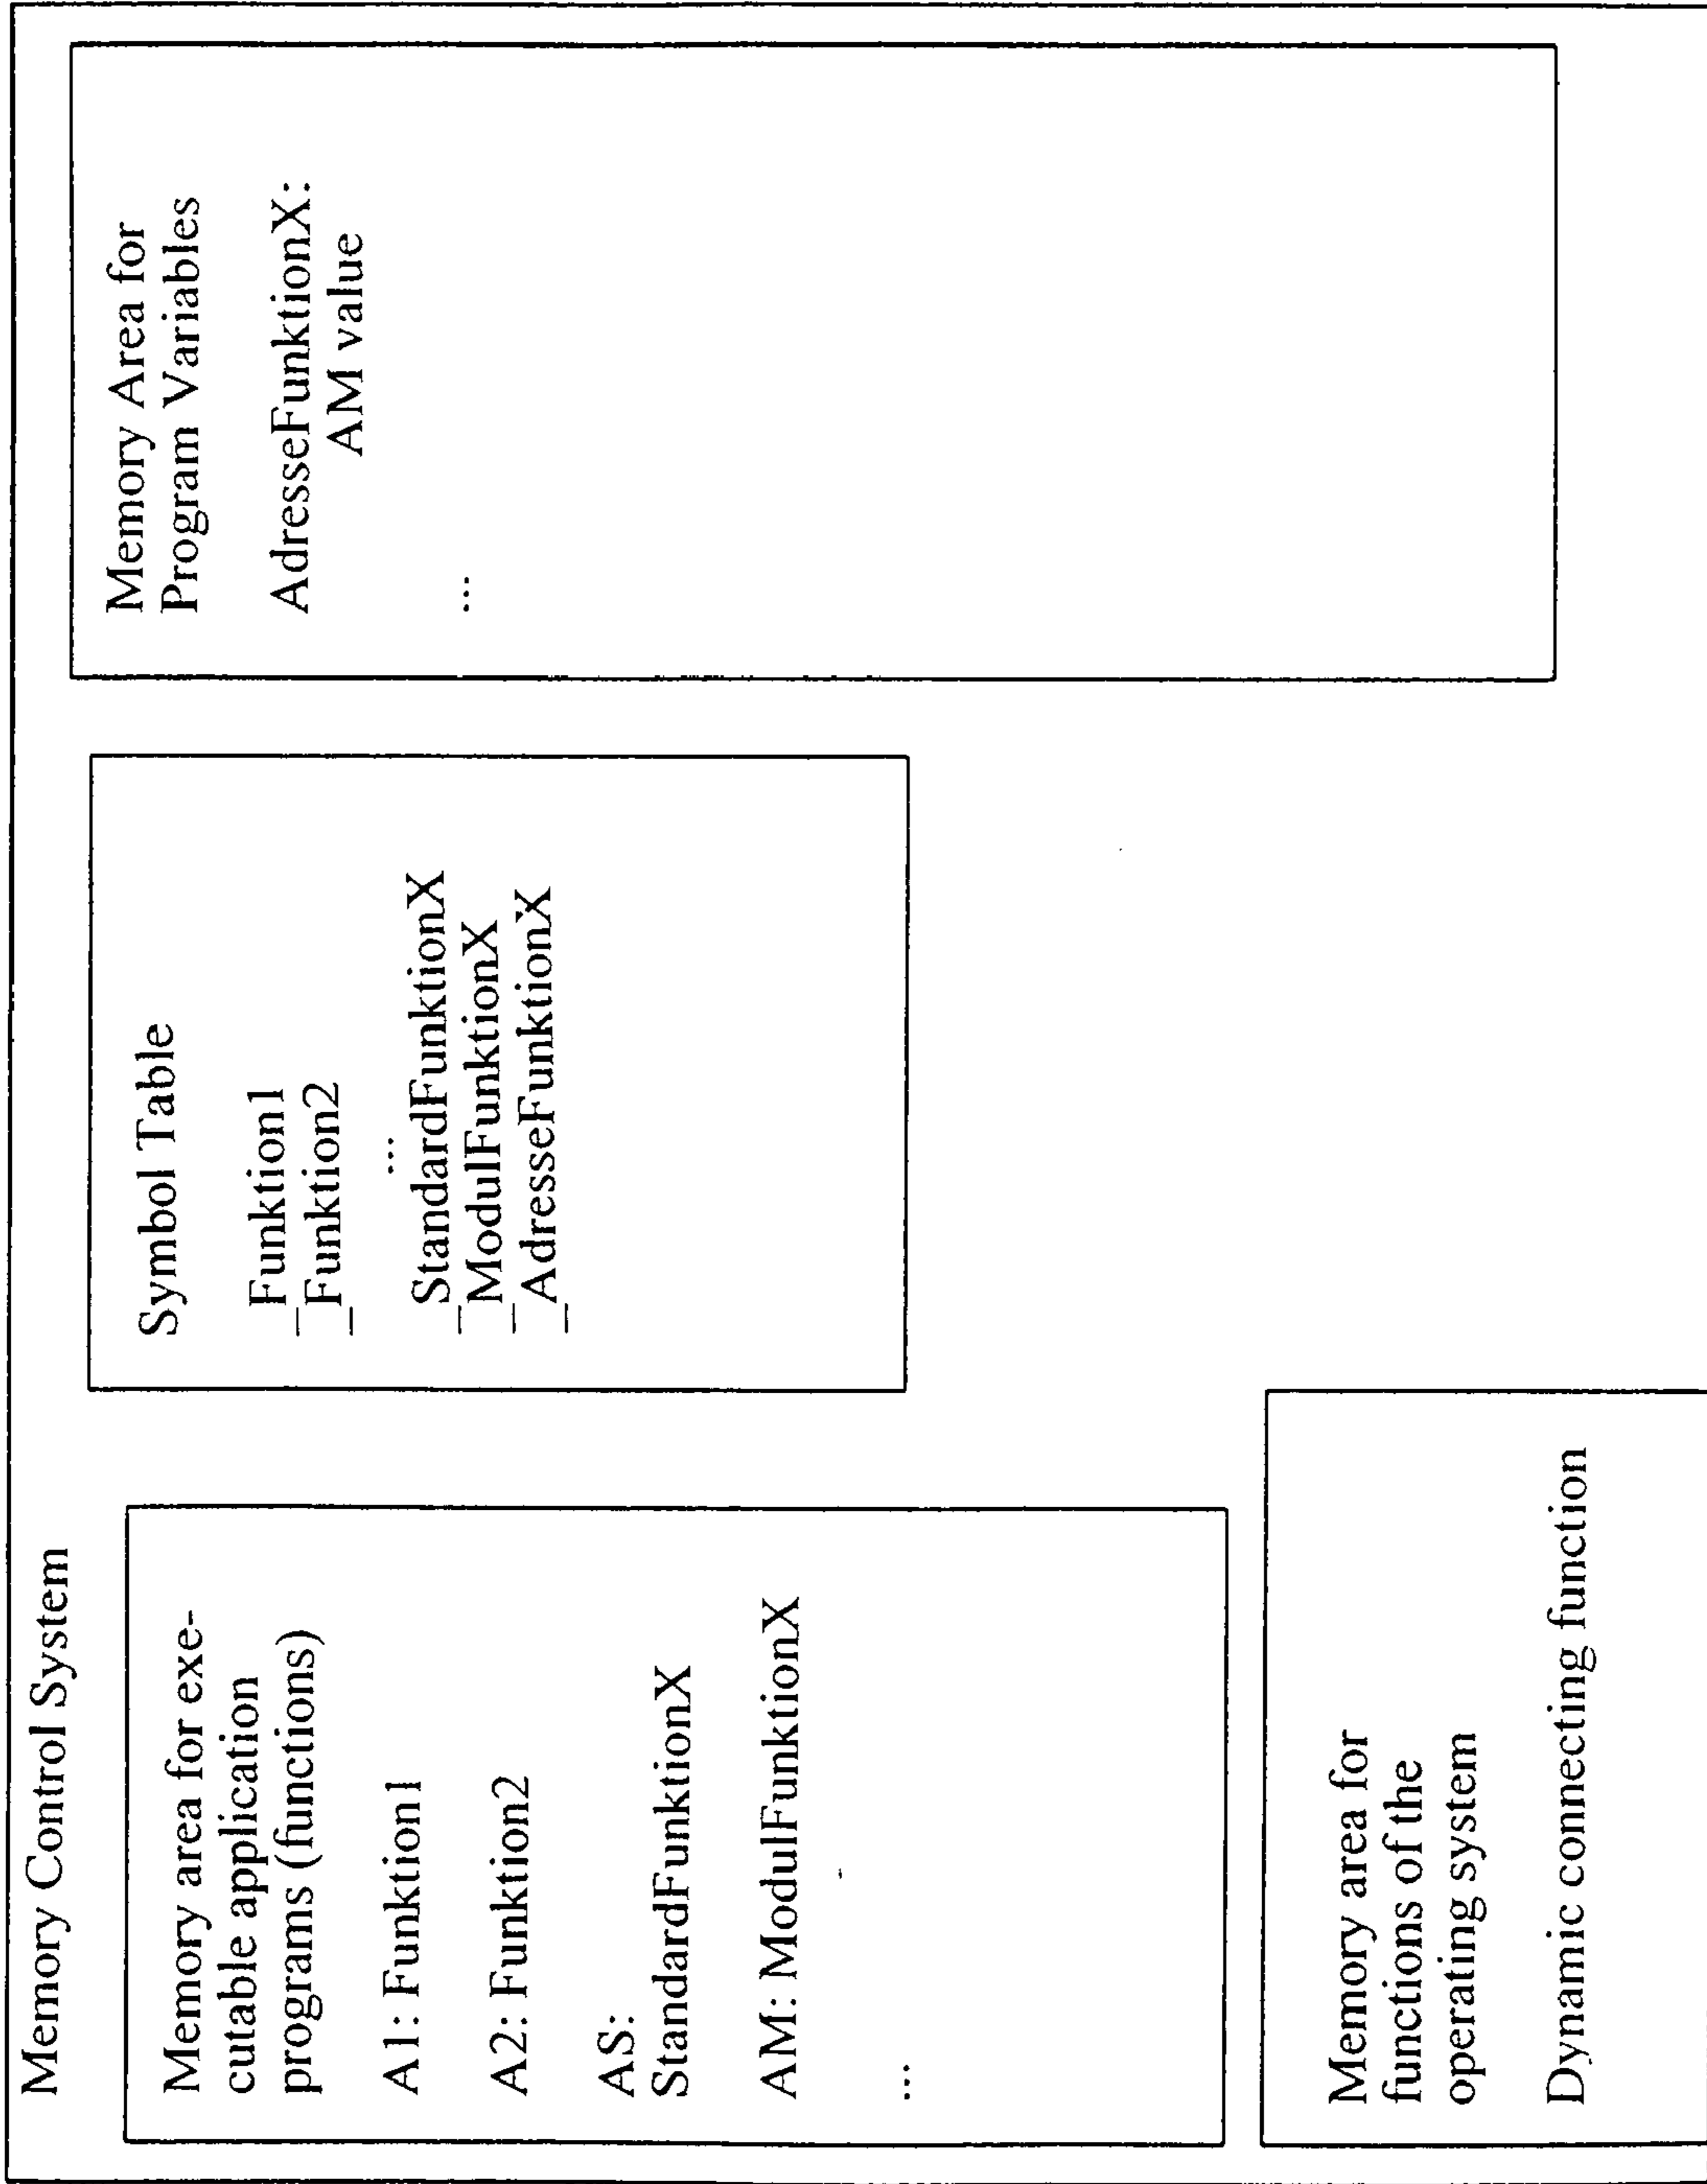 Memory Control System
Memory area for exe-
cutable application
programs (functions)
A1: Funktion1
A2: Funktion2
AS:
StandardFunktionX
AM: ModulFunktionX
...
Memory area for
functions of the
operating system
Dynamic connecting function
Symbol Table
_Funktion1
_Funktion2
...
_StandardFunktionX
_ModulFunktionX
_AdresseFunktionX
Memory Area for
Program Variables
AdresseFunktionX:
AM value
...